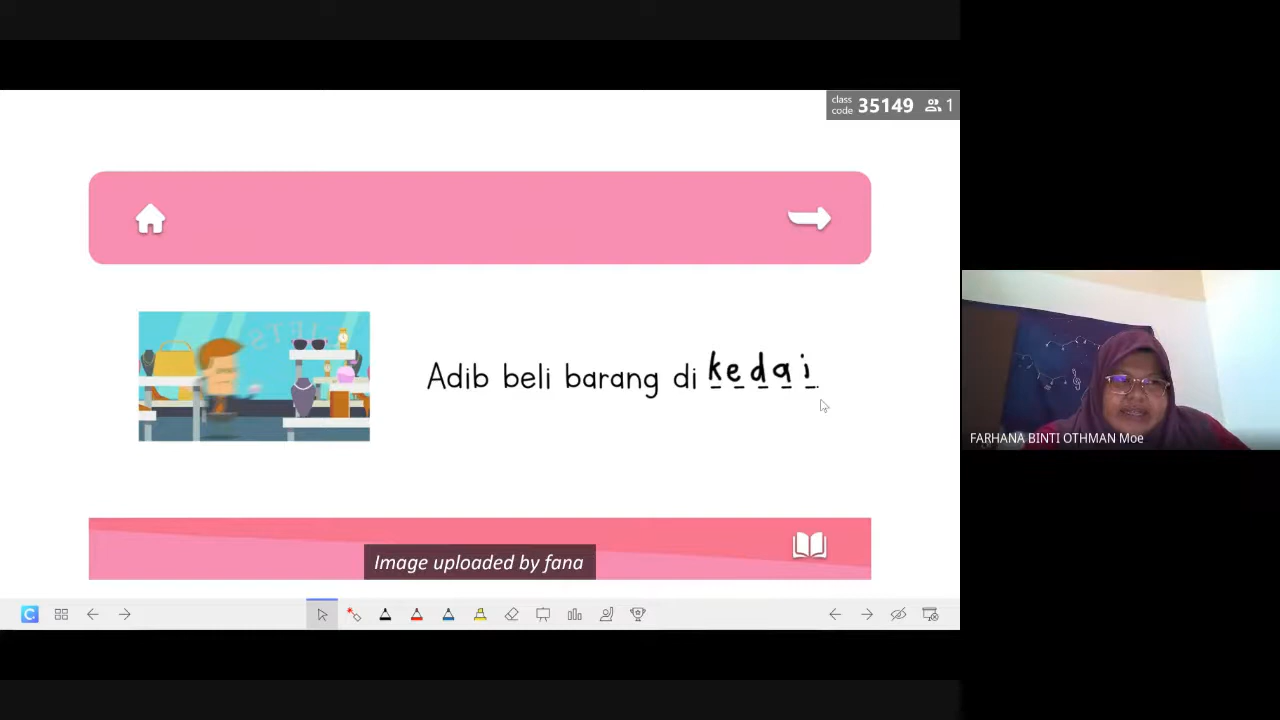 class
code 35149 1
Adib beli barang di kedai.
Image uploaded by fana
FARHANA BINTI OTHMAN Moe